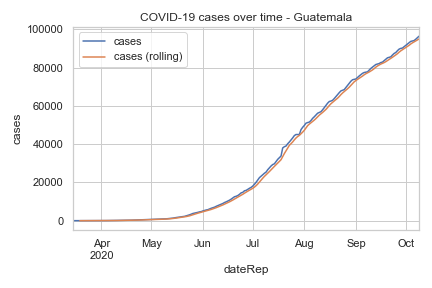 COVID-19 cases over time - Guatemala
cases
cases (rolling)
100000
80000
60000
40000
20000
0
cases
Apr
2020
May
Jun
Jul
Aug
Sep
Oct
dateRep